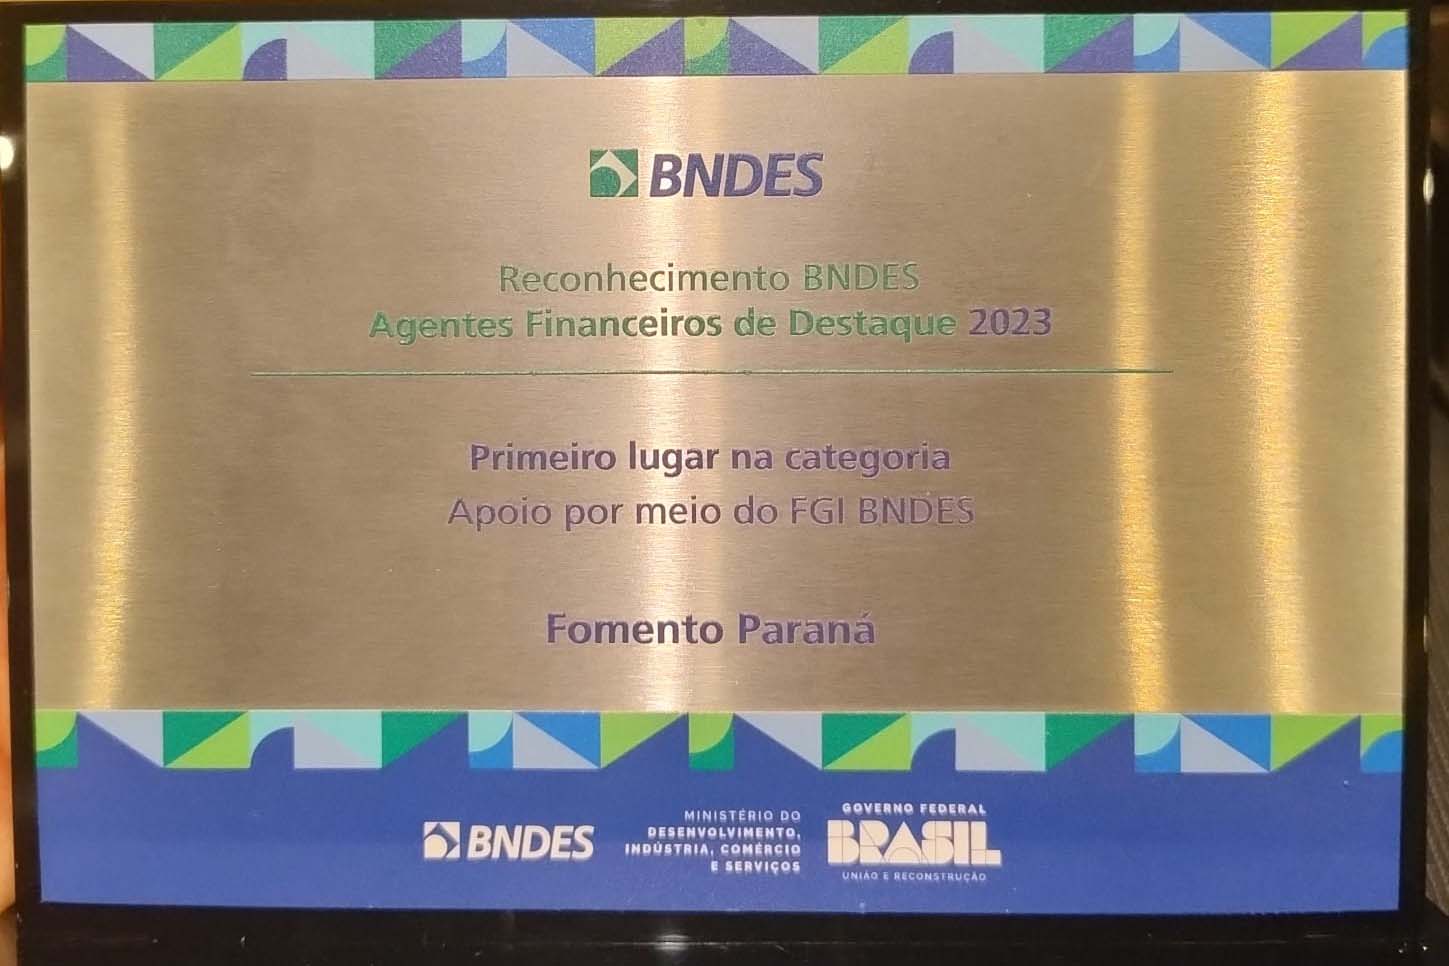 BNDES
Reconhecimento BNDES
Agentes Financeiros de Destaque 2023
Primeiro lugar na categoria
Apoio por meio do FGI BNDES
Fomento Paraná
BNDES
MINISTÉRIO DO
DESENVOLVIMENTO,
INDÚSTRIA, COMÉRCIO
E SERVIÇOS
GOVERNO FEDERAL
BRASIL
UNIÃO E RECONSTRUÇÃO